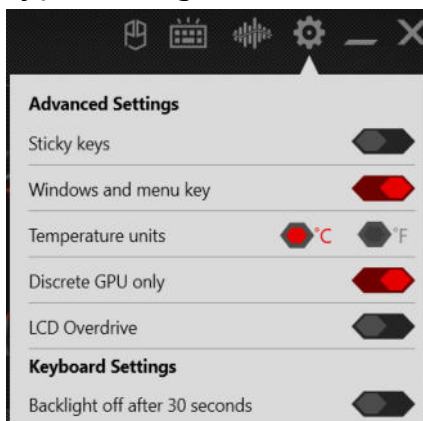 Advanced Settings
Sticky keys
Windows and menu key
Temperature units °C °F
Discrete GPU only
LCD Overdrive
Keyboard Settings
Backlight off after 30 seconds